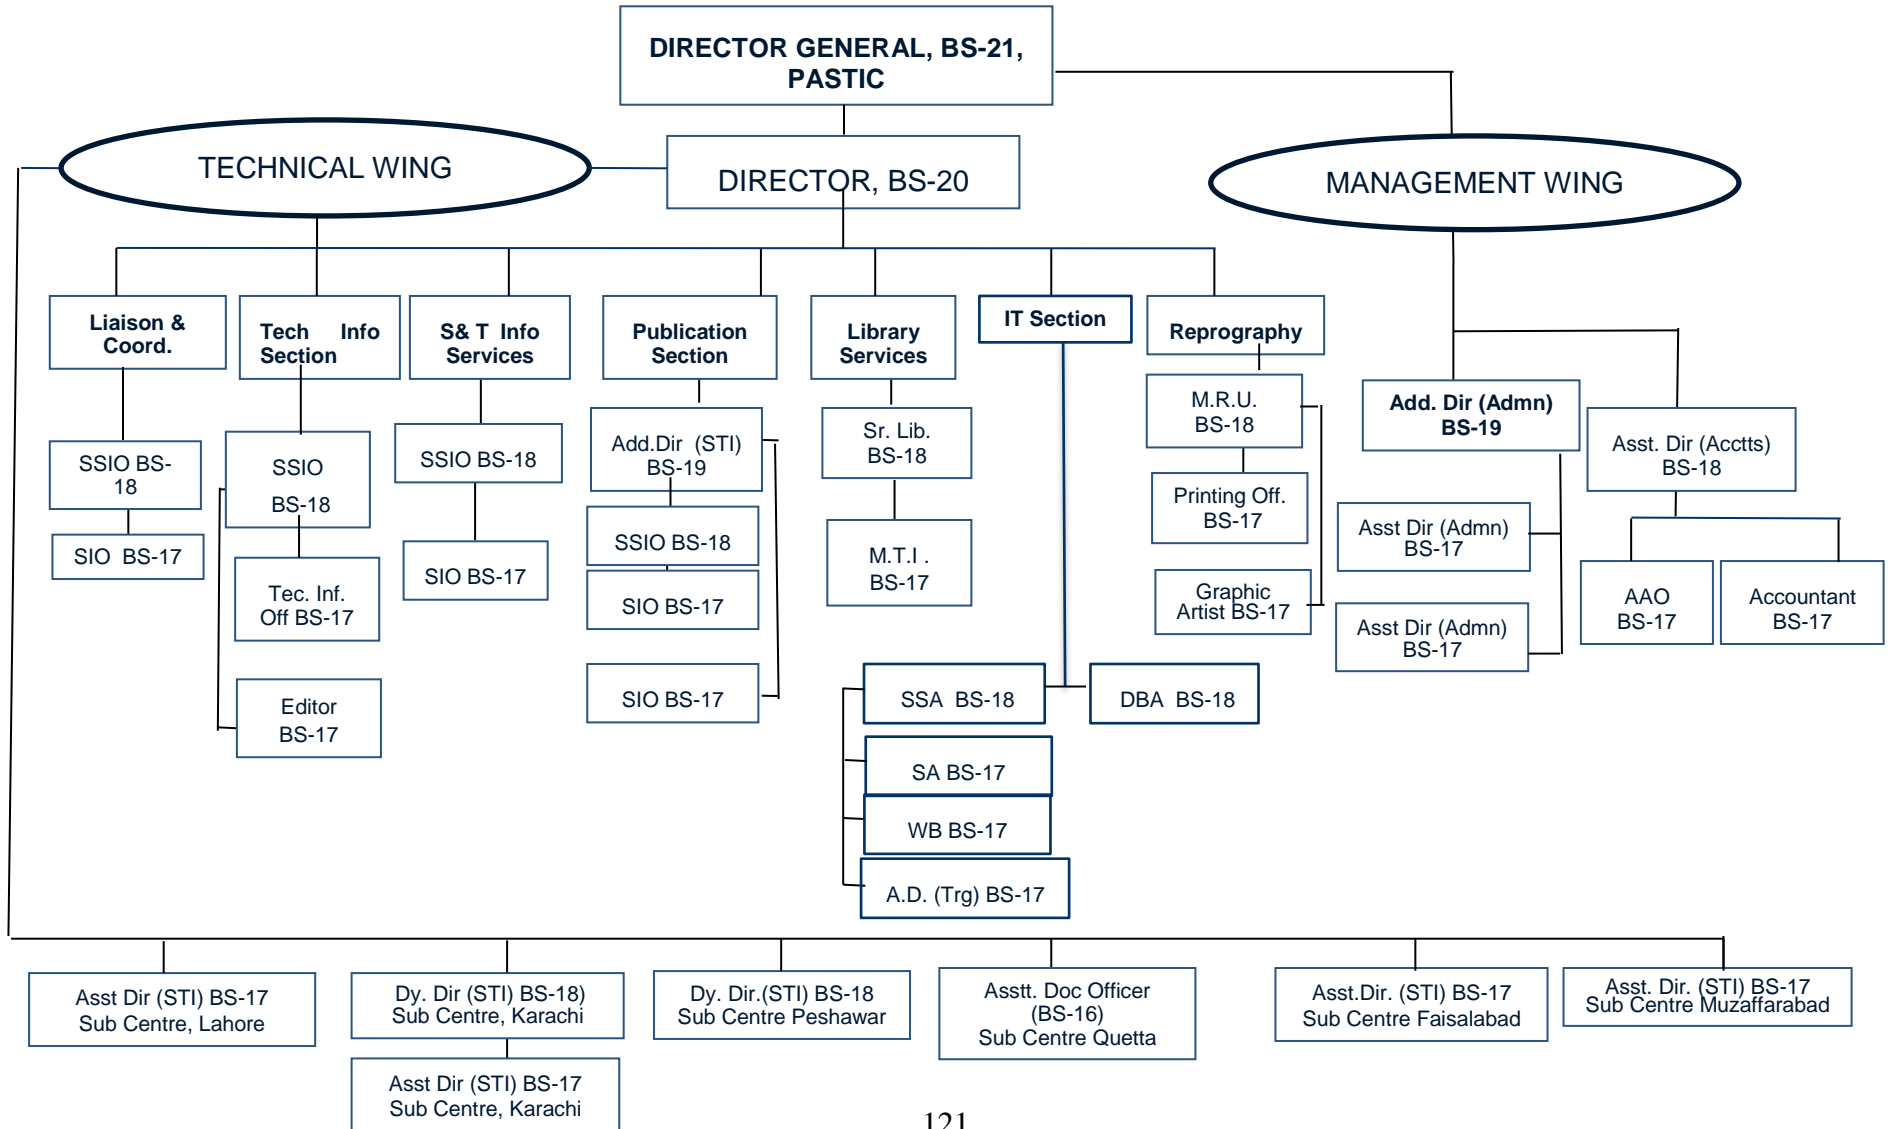 DIRECTOR GENERAL, BS-21,
PASTIC
TECHNICAL WING
DIRECTOR, BS-20
MANAGEMENT WING
Liaison &
Coord.
Tech Info
Section
S& T Info
Services
Publication
Section
Library
Services
IT Section
Reprography
SSIO BS-
18
SIO BS-17
SSIO
BS-18
Tec. Inf.
Off BS-17
Editor
BS-17
SSIO BS-18
SIO BS-17
Add.Dir (STI)
BS-19
SSIO BS-18
SIO BS-17
SIO BS-17
Sr. Lib.
BS-18
M.T.I .
BS-17
SSA BS-18
DBA BS-18
SA BS-17
WB BS-17
A.D. (Trg) BS-17
M.R.U.
BS-18
Printing Off.
BS-17
Graphic
Artist BS-17
Add. Dir (Admn)
BS-19
Asst Dir (Admn)
BS-17
Asst Dir (Admn)
BS-17
Asst. Dir (Acctts)
BS-18
AAO
BS-17
Accountant
BS-17
Asst Dir (STI) BS-17
Sub Centre, Lahore
Dy. Dir (STI) BS-18)
Sub Centre, Karachi
Asst Dir (STI) BS-17
Sub Centre, Karachi
Dy. Dir.(STI) BS-18
Sub Centre Peshawar
Asstt. Doc Officer
(BS-16)
Sub Centre Quetta
Asst.Dir. (STI) BS-17
Sub Centre Faisalabad
Asst. Dir. (STI) BS-17
Sub Centre Muzaffarabad
121